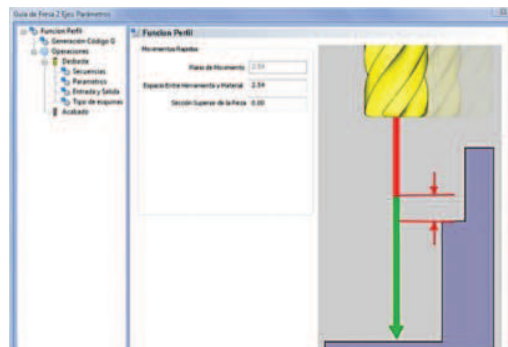 Guia de Fresa 2 Ejes: Parámetros
Funcion Perfil
Generación Código G
Operaciones
Desbaste
Secuencias
Parametros
Entrada y Salida
Tipo de esquinas
Acabado
Funcion Perfil
Movimientos Rapidos
Plano de Movimiento 2.54
Espacio Entre Herramienta y Material 2.54
Sección Superior de la Pieza 0.00